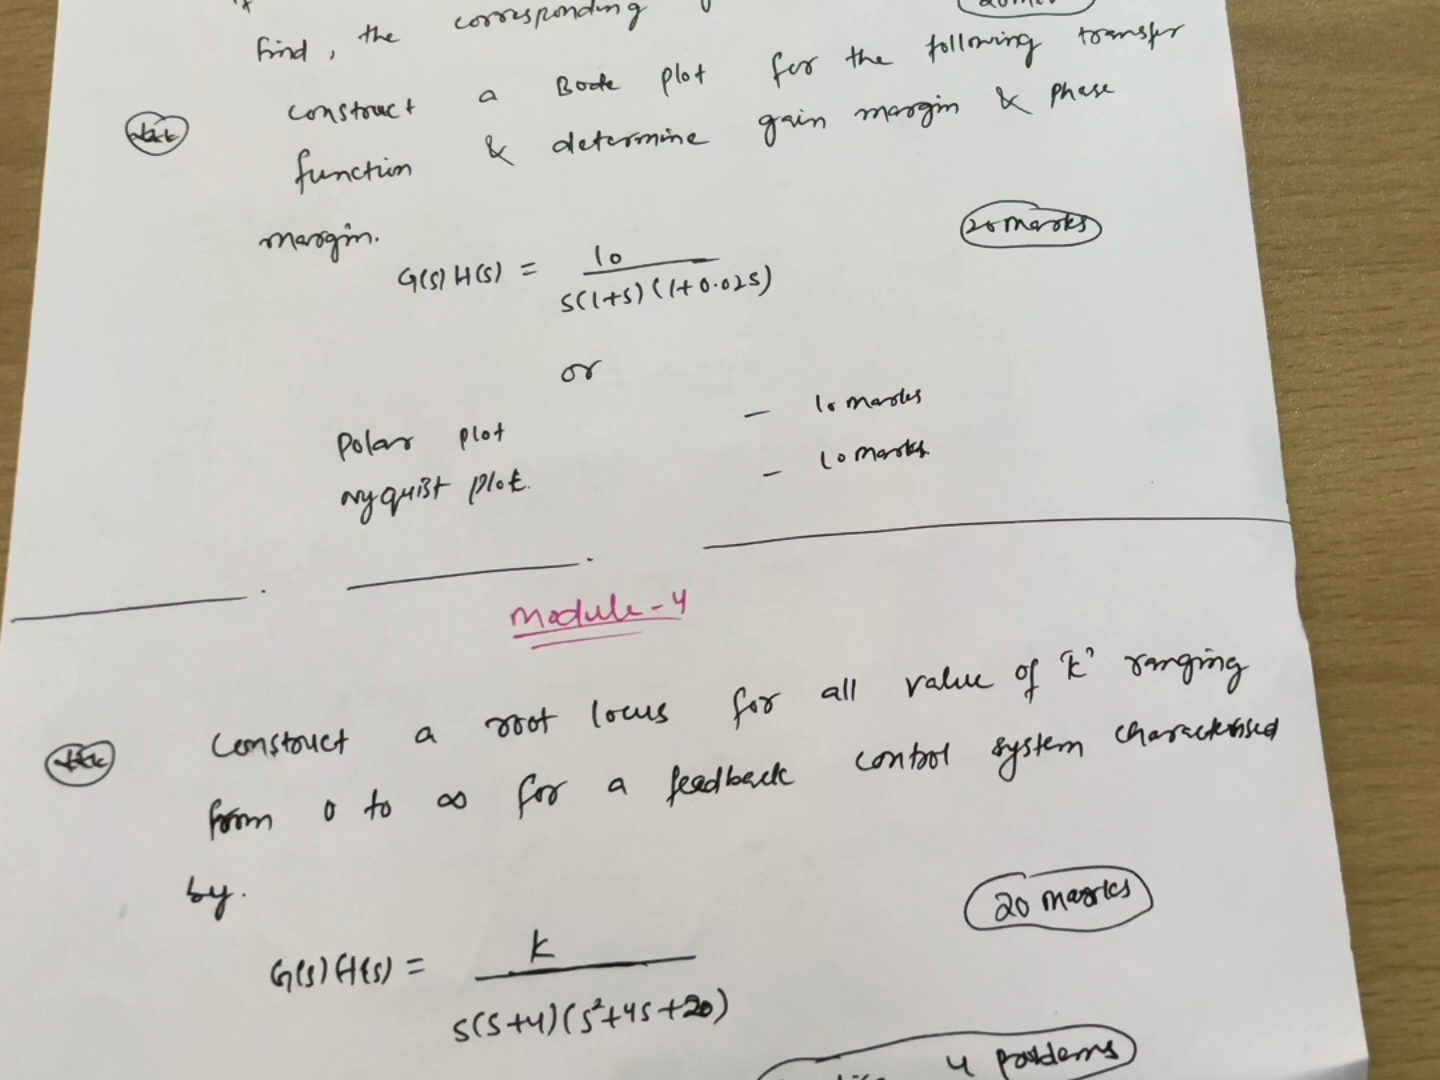 find, the corresponding
construct a Bode plot for the following transfer
function & determine gain margin & phase
margin.
20 marks
G(s) H(s) = 10
s(1+s) (1+0.02s)
or
Polar plot — 10 marks
nyquist plot. — 10 marks.
Module - 4
construct a root locus for all value of 'k' ranging
from 0 to ∞ for a feedback control system characterised
by.
20 marks
G(s) H(s) = k
s(s+4)(s²+4s+20)
4 problems